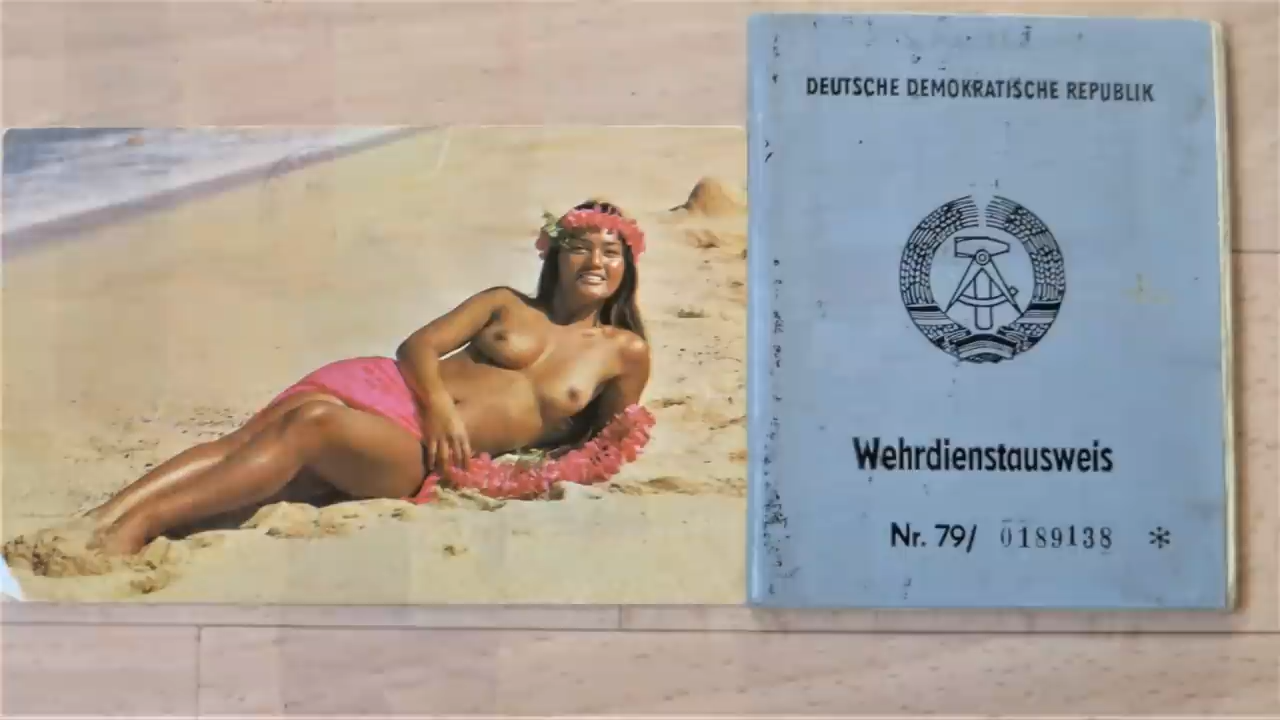 DEUTSCHE DEMOKRATISCHE REPUBLIK
Wehrdienstausweis
Nr. 79/ 0189138 *